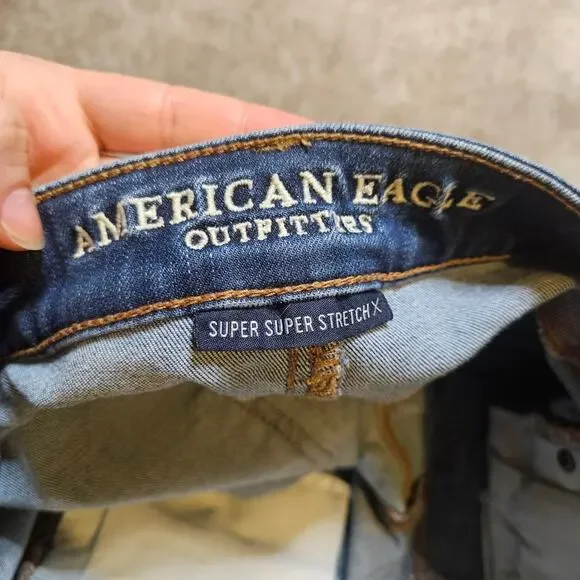 AMERICAN EAGLE
OUTFITTERS
SUPER SUPER STRETCH X